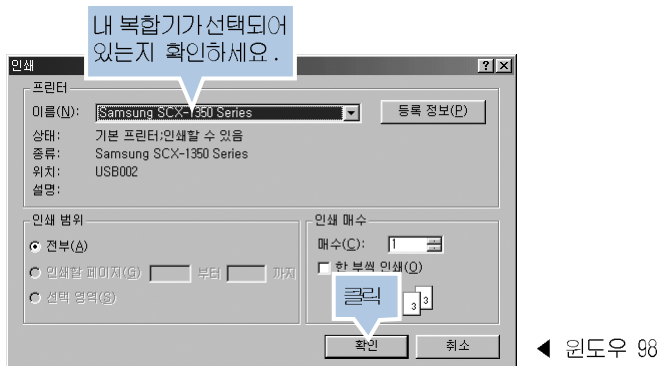 내 복합기가 선택되어
있는지 확인하세요.
인쇄
프린터
이름(N): Samsung SCX-1350 Series 등록 정보(P)
상태: 기본 프린터;인쇄할 수 있음
종류: Samsung SCX-1350 Series
위치: USB002
설명:
인쇄 범위
전부(A)
인쇄할 페이지(G) 부터 까지
선택 영역(S)
인쇄 매수
매수(C): 1
한 부씩 인쇄(O)
클릭
3 3
확인 취소
◀ 윈도우 98